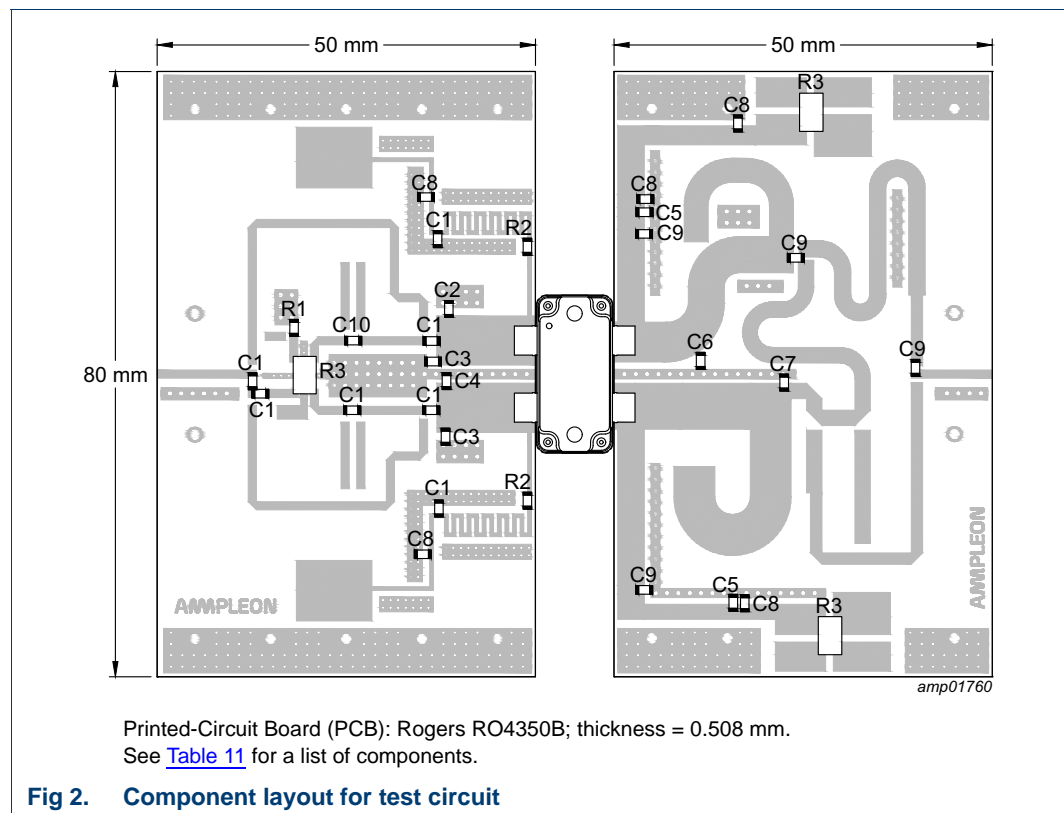 50 mm
50 mm
R3
C8
C8
C8
C5
C1
R2
C9
C9
C2
R1
C10
C1
C3
C6
C9
80 mm
C1
R3
C4
C7
C1
C1
C1
C3
C1
R2
C8
C9
C5
C8
R3
AMPLEON
AMPLEON
amp01760
Printed-Circuit Board (PCB): Rogers RO4350B; thickness = 0.508 mm.
See Table 11 for a list of components.
Fig 2. Component layout for test circuit